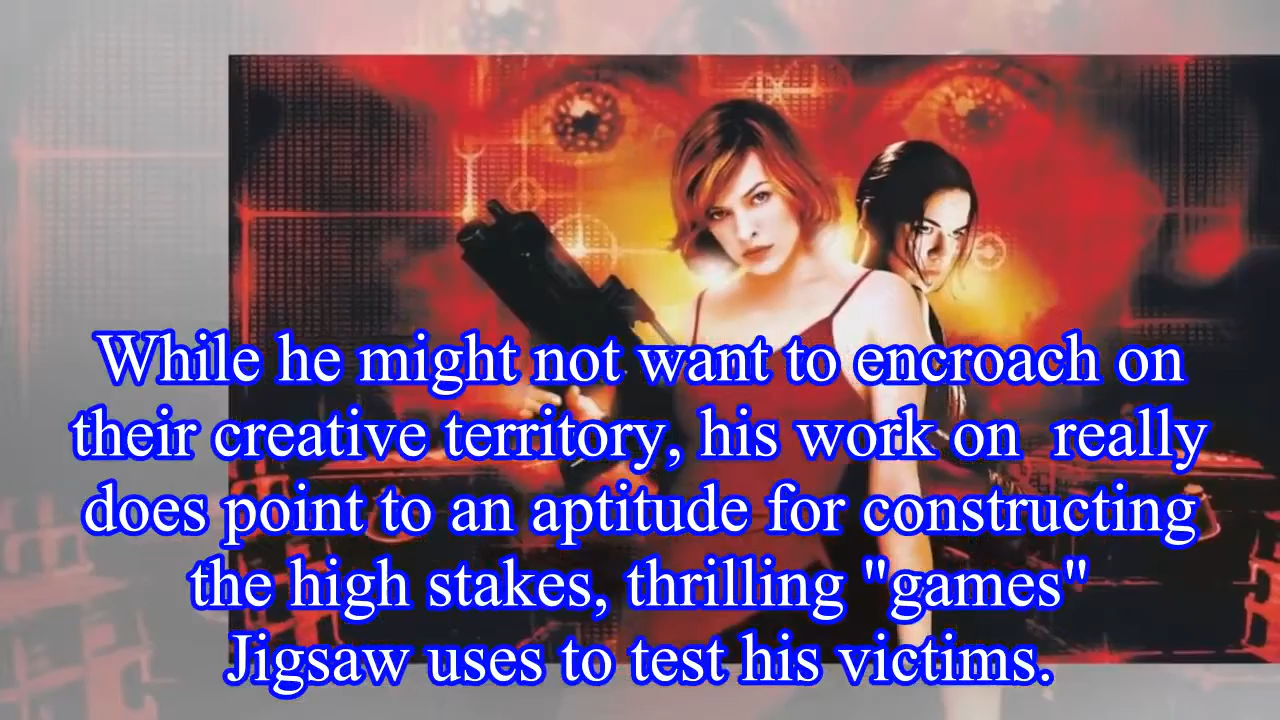 While he might not want to encroach on
their creative territory, his work on  really
does point to an aptitude for constructing
the high stakes, thrilling "games"
Jigsaw uses to test his victims.